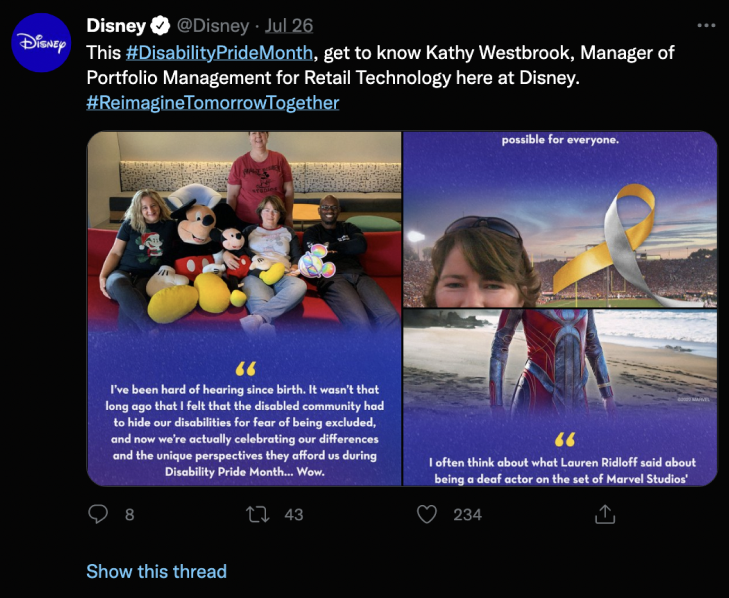 Disney @Disney · Jul 26
This #DisabilityPrideMonth, get to know Kathy Westbrook, Manager of
Portfolio Management for Retail Technology here at Disney.
#ReimagineTomorrowTogether
I've been hard of hearing since birth. It wasn't that
long ago that I felt that the disabled community had
to hide our disabilities for fear of being excluded,
and now we're actually celebrating our differences
and the unique perspectives they afford us during
Disability Pride Month... Wow.
possible for everyone.
“
I often think about what Lauren Ridloff said about
being a deaf actor on the set of Marvel Studios'
8 43 234
Show this thread